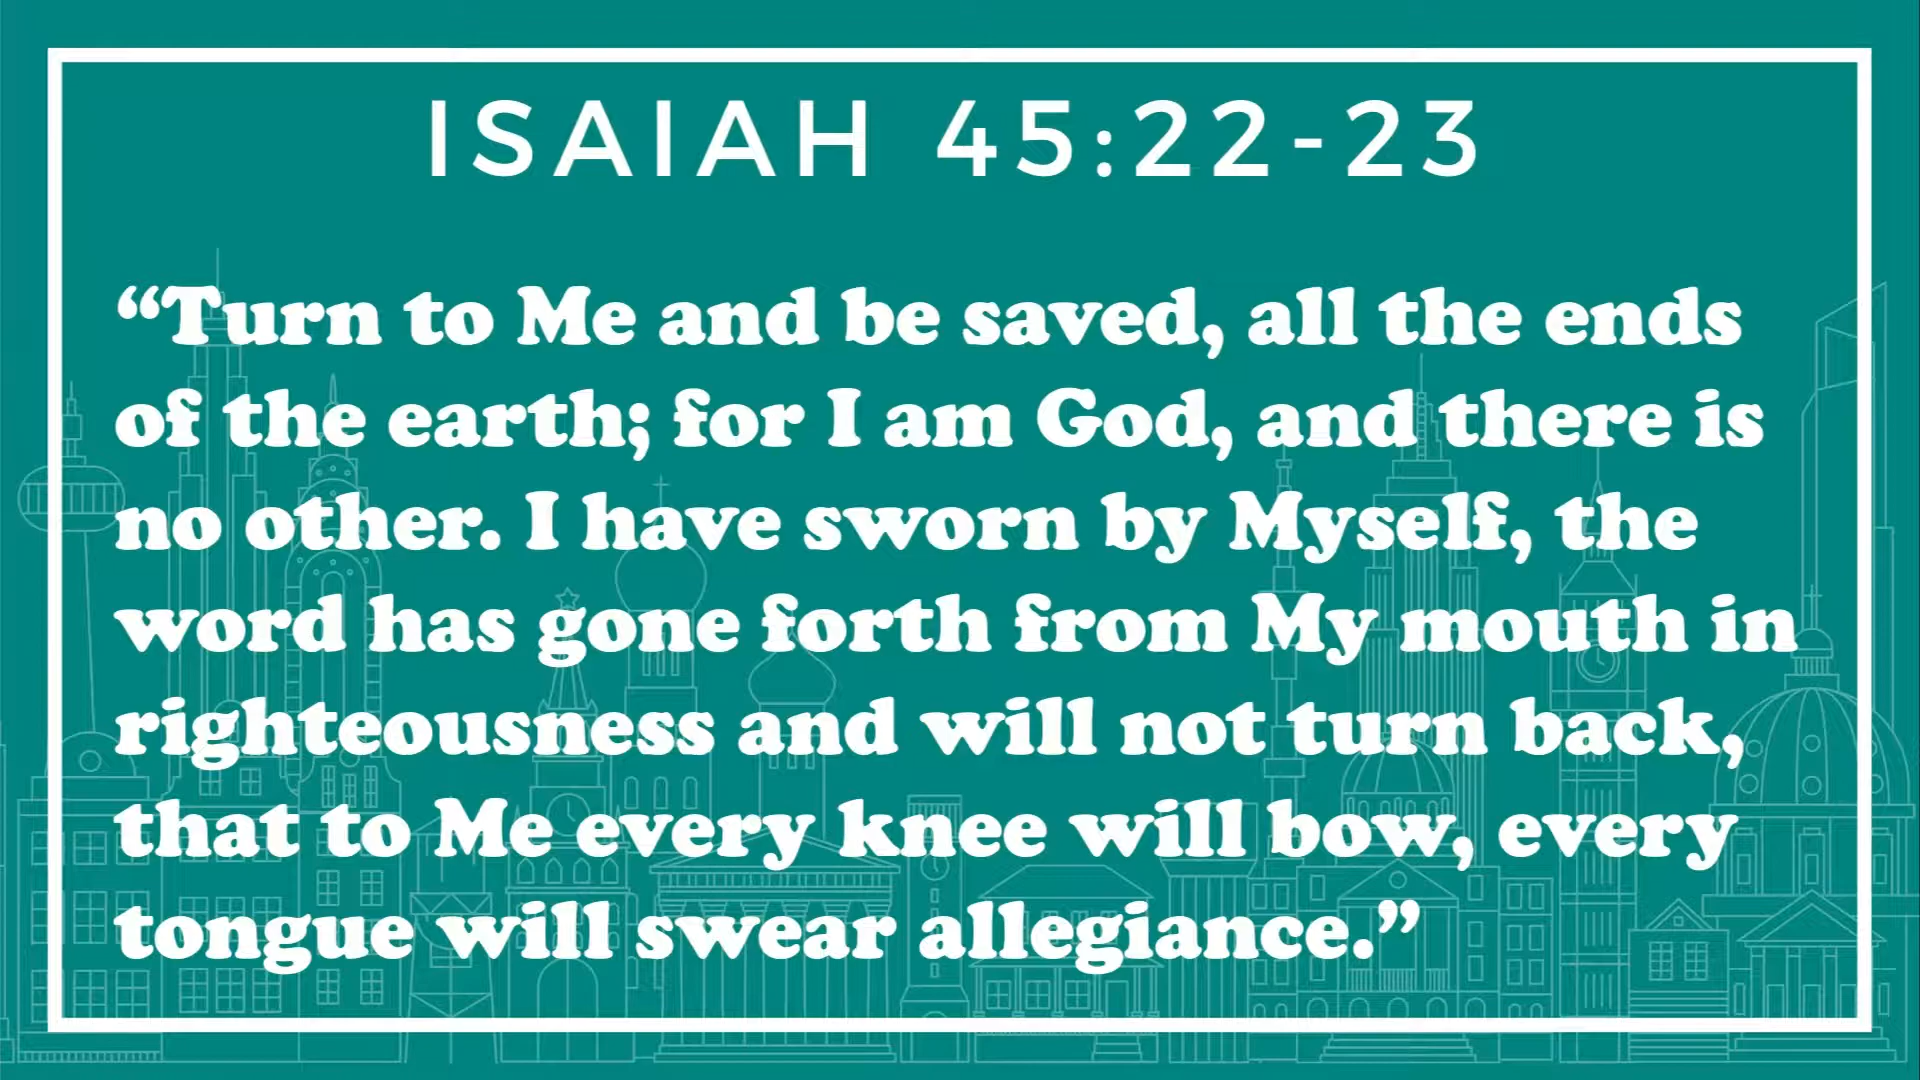 ISAIAH 45:22-23
“Turn to Me and be saved, all the ends
of the earth; for I am God, and there is
no other. I have sworn by Myself, the
word has gone forth from My mouth in
righteousness and will not turn back,
that to Me every knee will bow, every
tongue will swear allegiance.”